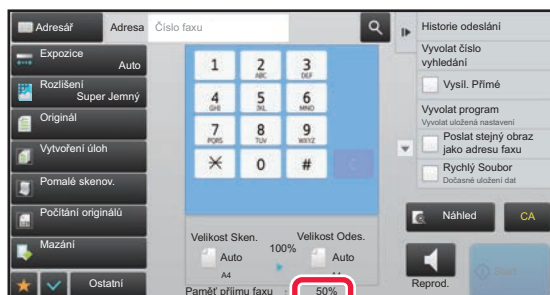 Adresář
Adresa
Číslo faxu
Historie odeslání
Vyvolat číslo
vyhledání
Vysíl. Přímé
Vyvolat program
Vyvolat uložená nastavení
Poslat stejný obraz
jako adresu faxu
Rychlý Soubor
Dočasné uložení dat
Expozice
Auto
Rozlišení
Super Jemný
Originál
Vytvoření úloh
Pomalé skenov.
Počítání originálů
Mazání
Ostatní
1
2
ABC
3
DEF
4
GHI
5
JKL
6
MNO
7
PQRS
8
TUV
9
WXYZ
0
#
C
Velikost Sken.
100%
Velikost Odes.
Auto
A4
Auto
A4
Náhled
CA
Reprod.
Start
Paměť příjmu faxu : 50%